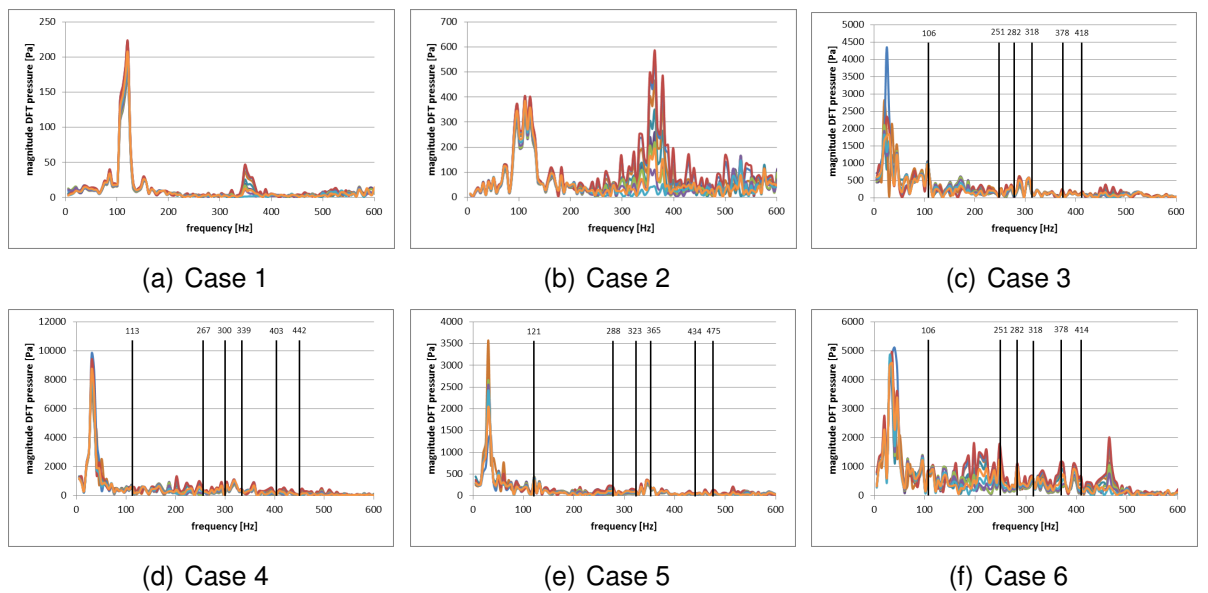 250
200
150
100
50
0
magnitude DFT pressure [Pa]
0 100 200 300 400 500 600
frequency [Hz]
(a) Case 1
700
600
500
400
300
200
100
0
magnitude DFT pressure [Pa]
0 100 200 300 400 500 600
frequency [Hz]
(b) Case 2
5000
4500
4000
3500
3000
2500
2000
1500
1000
500
0
magnitude DFT pressure [Pa]
106 251 282 318 378 418
0 100 200 300 400 500 600
frequency [Hz]
(c) Case 3
12000
10000
8000
6000
4000
2000
0
magnitude DFT pressure [Pa]
113 267 300 339 403 442
0 100 200 300 400 500 600
frequency [Hz]
(d) Case 4
4000
3500
3000
2500
2000
1500
1000
500
0
magnitude DFT pressure [Pa]
121 288 323 365 434 475
0 100 200 300 400 500 600
frequency [Hz]
(e) Case 5
6000
5000
4000
3000
2000
1000
0
magnitude DFT pressure [Pa]
106 251 282 318 378 414
0 100 200 300 400 500 600
frequency [Hz]
(f) Case 6